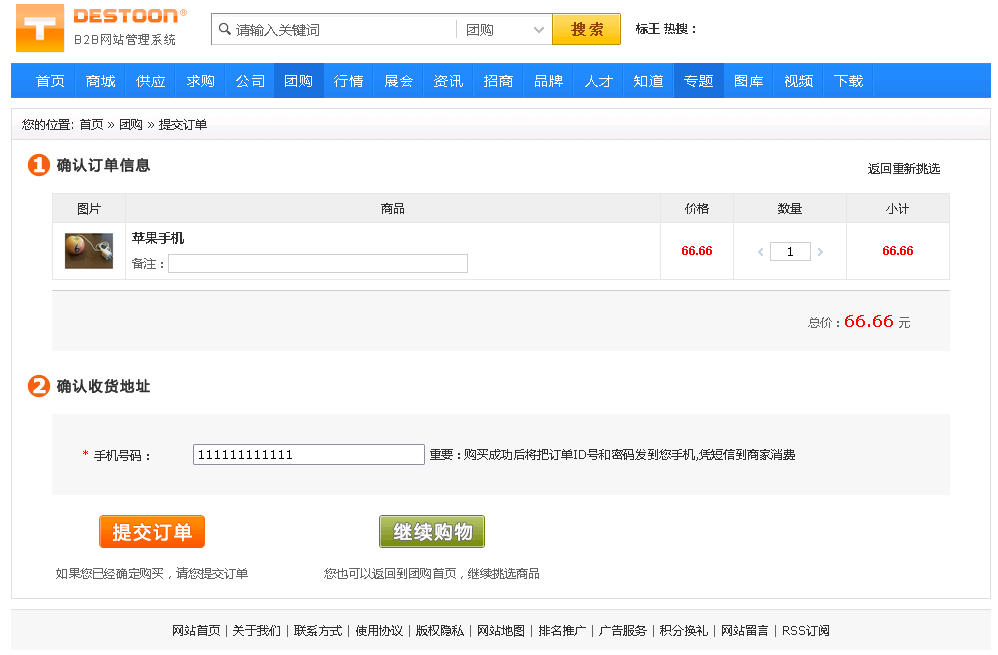 DESTOON®
B2B网站管理系统
请输入关键词 团购 搜索 标王 热搜：
首页 商城 供应 求购 公司 团购 行情 展会 资讯 招商 品牌 人才 知道 专题 图库 视频 下载
您的位置: 首页 » 团购 » 提交订单
1 确认订单信息
返回重新挑选
图片 商品 价格 数量 小计
苹果手机
备注：
66.66 1 66.66
总价：66.66 元
2 确认收货地址
* 手机号码： 111111111111 重要：购买成功后将把订单ID号和密码发到您手机,凭短信到商家消费
提交订单 继续购物
如果您已经确定购买，请您提交订单 您也可以返回到团购首页，继续挑选商品
网站首页 | 关于我们 | 联系方式 | 使用协议 | 版权隐私 | 网站地图 | 排名推广 | 广告服务 | 积分换礼 | 网站留言 | RSS订阅